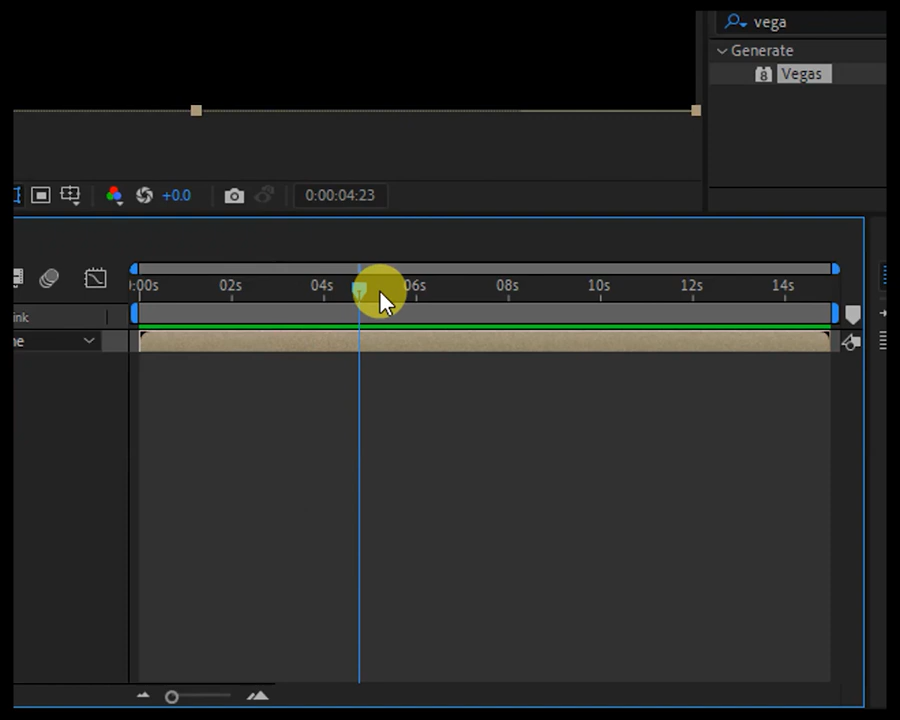 vega
Generate
8 Vegas
+0.0 0:00:04:23
:00s 02s 04s 06s 08s 10s 12s 14s
ink
ne